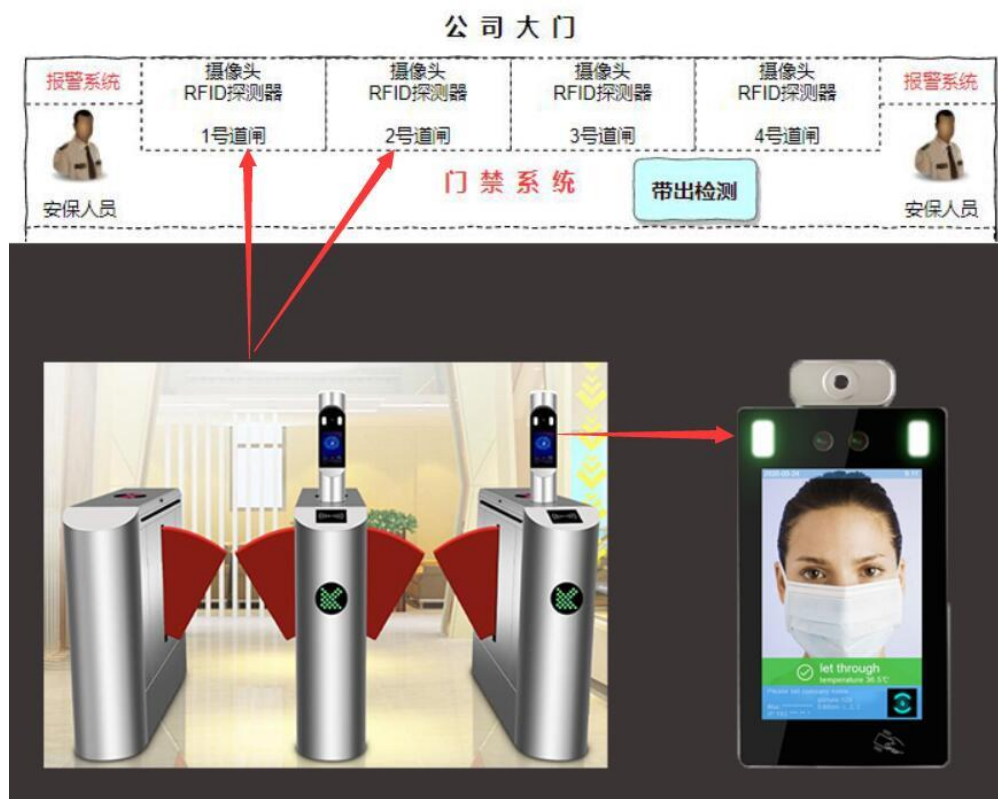 公司大门
报警系统
摄像头
RFID探测器
1号道闸
摄像头
RFID探测器
2号道闸
摄像头
RFID探测器
3号道闸
摄像头
RFID探测器
4号道闸
报警系统
安保人员
门禁系统
带出检测
安保人员
let through
temperature 36.5℃